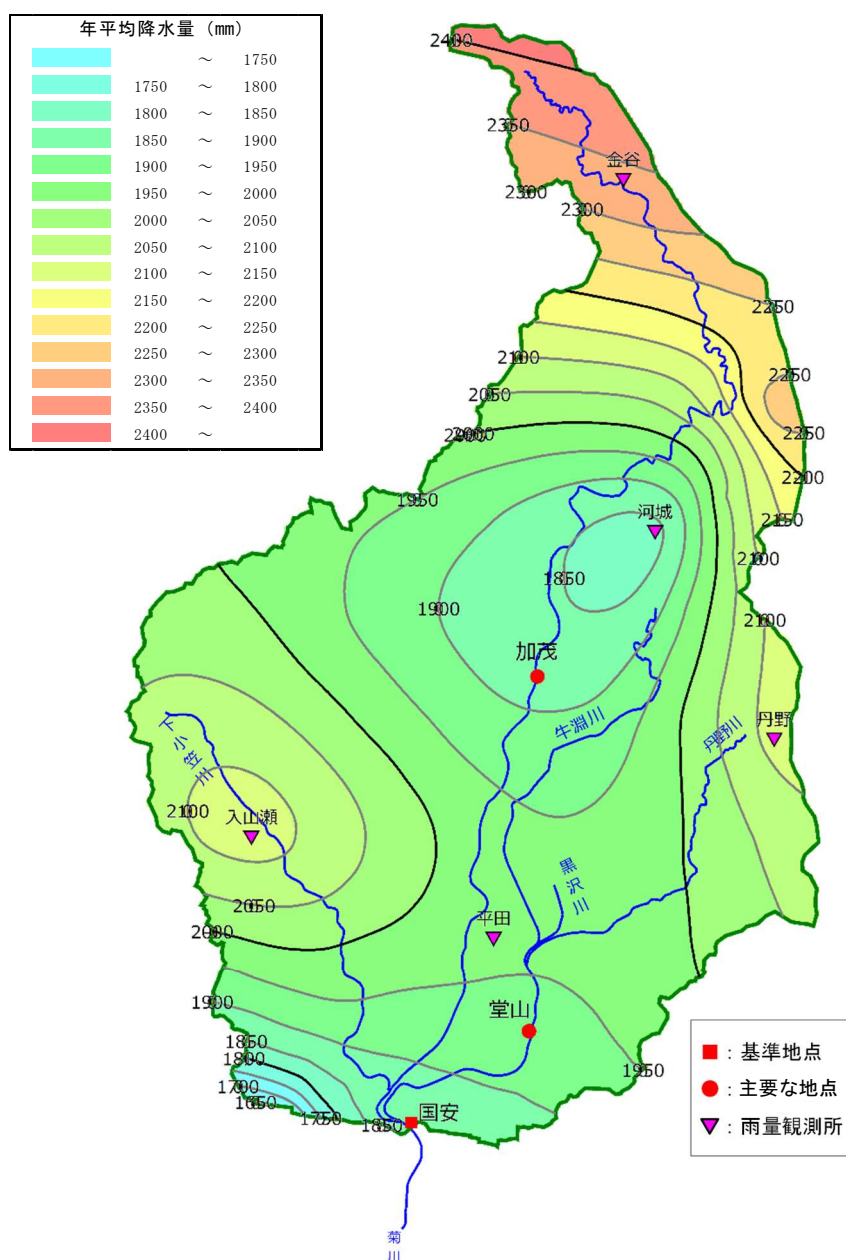 年平均降水量 (mm)
～ 1750
1750 ～ 1800
1800 ～ 1850
1850 ～ 1900
1900 ～ 1950
1950 ～ 2000
2000 ～ 2050
2050 ～ 2100
2100 ～ 2150
2150 ～ 2200
2200 ～ 2250
2250 ～ 2300
2300 ～ 2350
2350 ～ 2400
2400 ～
2400
2350
金谷
2300
2300
2250
2100
2250
2050
2000
2250
2200
1950
2150
河城
2100
1850
1900
2100
加茂
下小笠川
牛淵川
丹野川
丹野
2100
入山瀬
黒沢川
2050
平田
2000
1900
堂山
1850
1800
1950
1700
1650
1750
1850
国安
菊川
：基準地点
：主要な地点
：雨量観測所